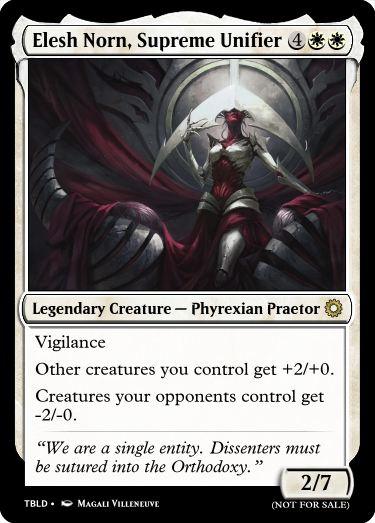 Elesh Norn, Supreme Unifier 4
Legendary Creature — Phyrexian Praetor
Vigilance
Other creatures you control get +2/+0.
Creatures your opponents control get
-2/-0.
“We are a single entity. Dissenters must
be sutured into the Orthodoxy.”
2/7
TBLD • Magali Villeneuve
(NOT FOR SALE)